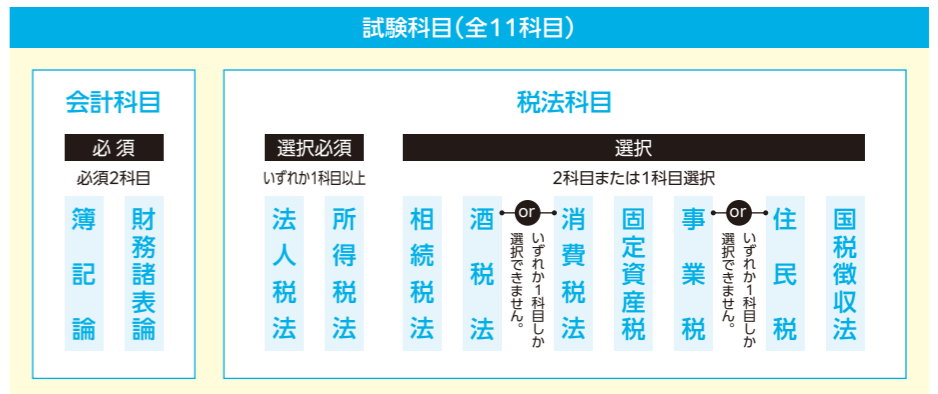 試験科目(全11科目)
会計科目
必須
必須2科目
簿記論
財務諸表論
税法科目
選択必須
いずれか1科目以上
法人税法
所得税法
選択
2科目または1科目選択
相続税法
酒税法
or
いずれか1科目しか
選択できません。
消費税法
固定資産税
事業税
or
いずれか1科目しか
選択できません。
住民税
国税徴収法